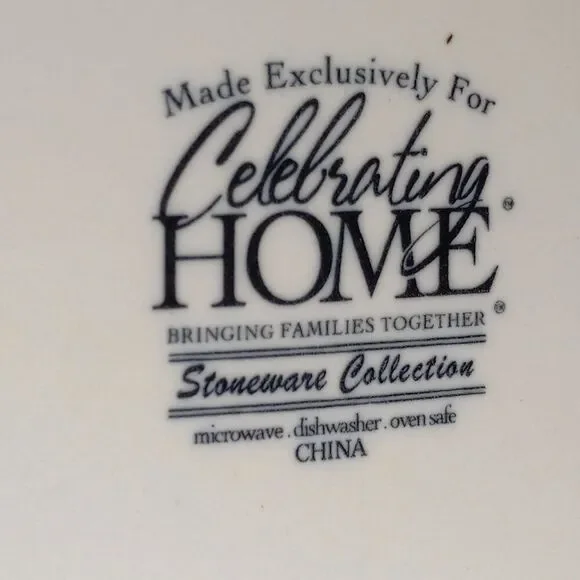 Made Exclusively For
Celebrating
HOME®
BRINGING FAMILIES TOGETHER®
Stoneware Collection
microwave . dishwasher . oven safe
CHINA